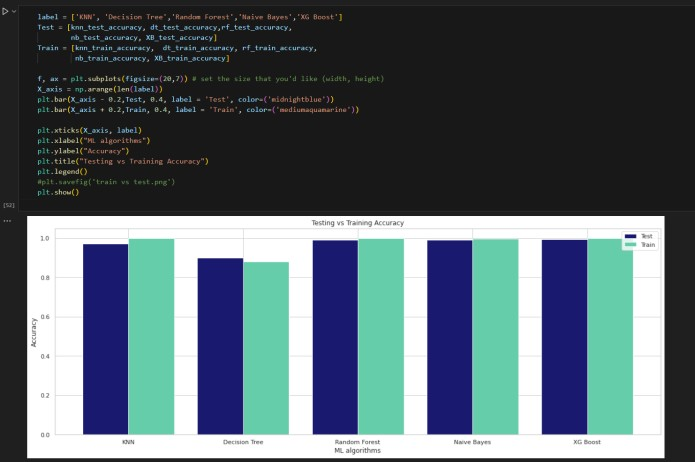 label = ['KNN', 'Decision Tree','Random Forest','Naive Bayes','XG Boost']
Test = [knn_test_accuracy, dt_test_accuracy,rf_test_accuracy,
nb_test_accuracy, XB_test_accuracy]
Train = [knn_train_accuracy,  dt_train_accuracy, rf_train_accuracy,
nb_train_accuracy, XB_train_accuracy]
f, ax = plt.subplots(figsize=(20,7)) # set the size that you'd like (width, height)
X_axis = np.arange(len(label))
plt.bar(X_axis - 0.2,Test, 0.4, label = 'Test', color=('midnightblue'))
plt.bar(X_axis + 0.2,Train, 0.4, label = 'Train', color=('mediumaquamarine'))
plt.xticks(X_axis, label)
plt.xlabel("ML algorithms")
plt.ylabel("Accuracy")
plt.title("Testing vs Training Accuracy")
plt.legend()
#plt.savefig('train vs test.png')
plt.show()
[52]
...
Testing vs Training Accuracy
Test
Train
1.0
0.8
0.6
0.4
0.2
0.0
Accuracy
KNN Decision Tree Random Forest Naive Bayes XG Boost
ML algorithms